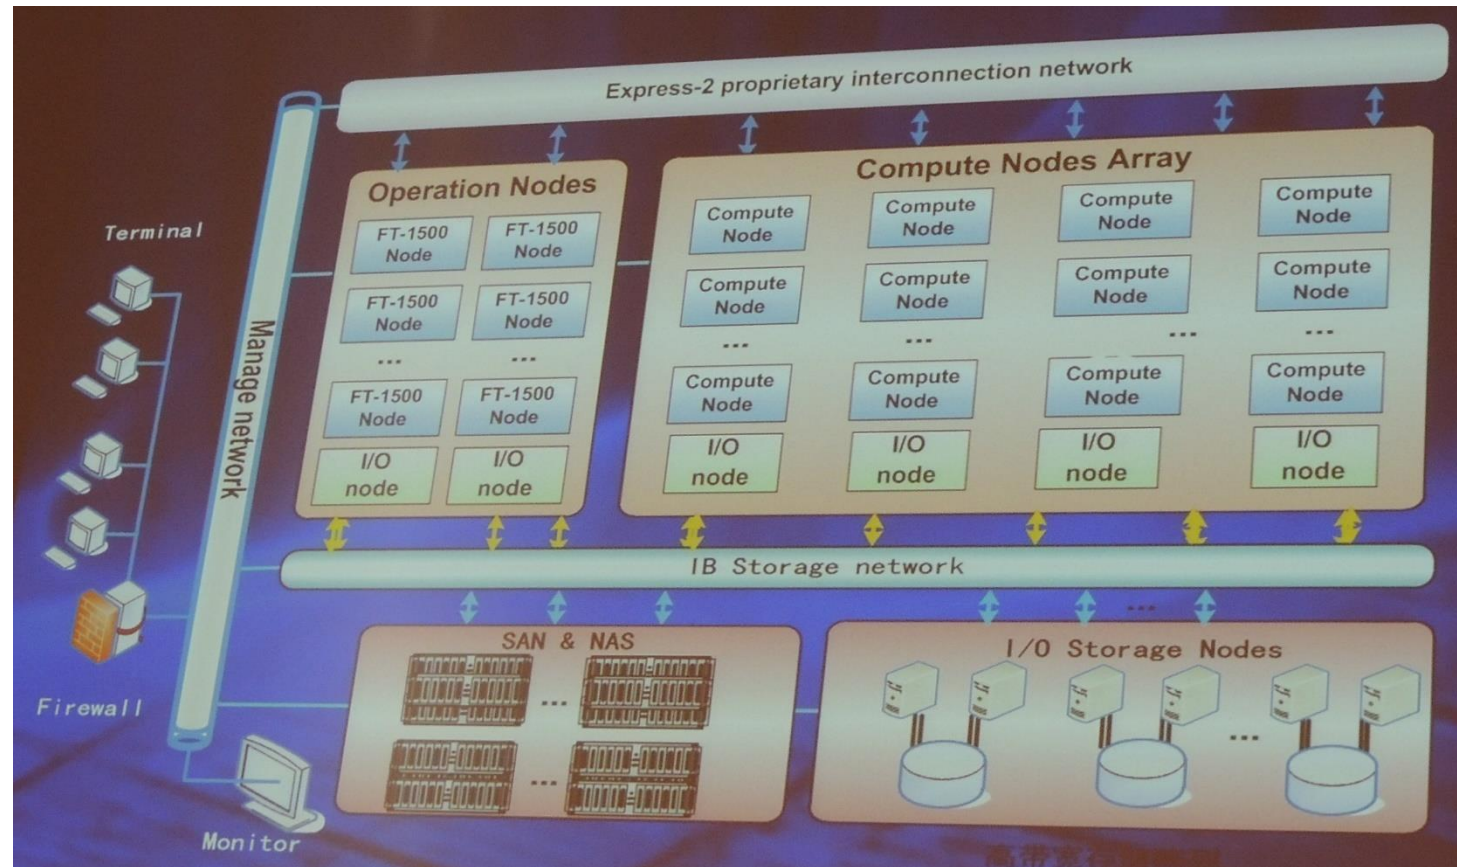 Express-2 proprietary interconnection network
Operation Nodes
Compute Nodes Array
Terminal
FT-1500
Node
FT-1500
Node
Compute
Node
Compute
Node
Compute
Node
Compute
Node
FT-1500
Node
FT-1500
Node
Compute
Node
Compute
Node
Compute
Node
Compute
Node
...
...
...
...
...
...
FT-1500
Node
FT-1500
Node
Compute
Node
Compute
Node
Compute
Node
Compute
Node
I/O
node
I/O
node
I/O
node
I/O
node
I/O
node
I/O
node
Manage network
IB Storage network
...
SAN & NAS
I/O Storage Nodes
...
...
...
Firewall
Monitor